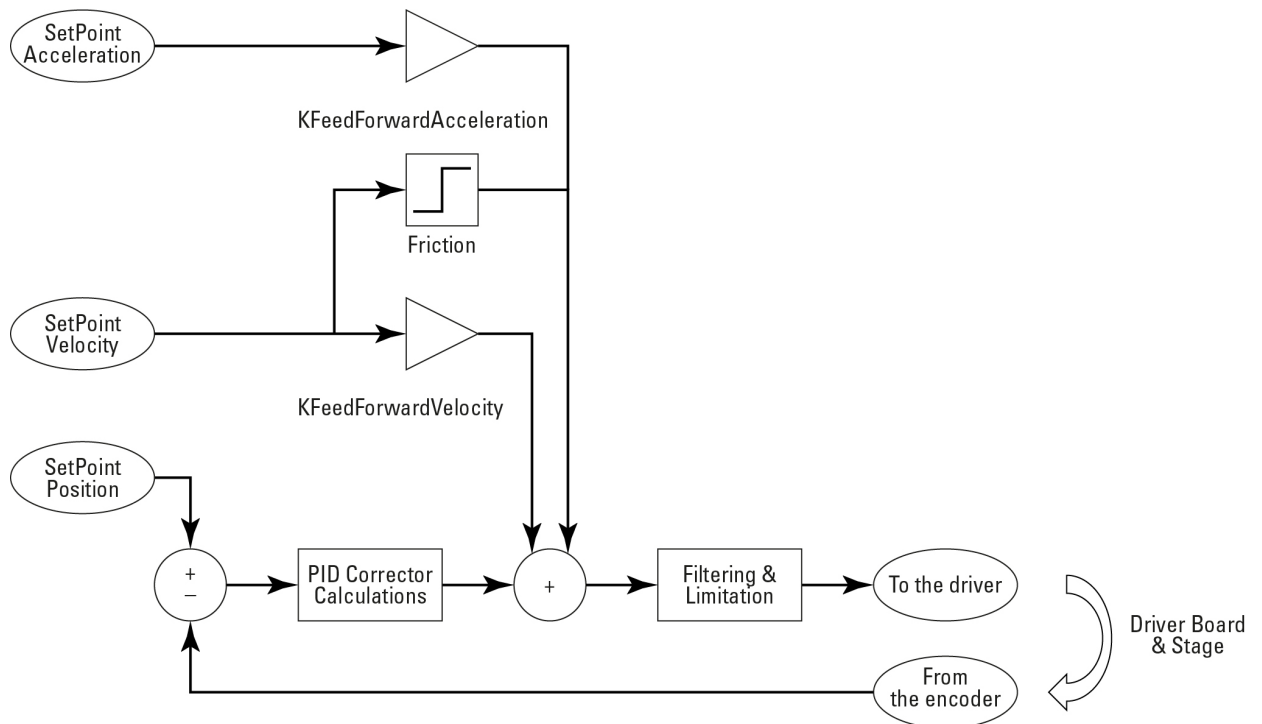 SetPoint
Acceleration
KFeedForwardAcceleration
Friction
SetPoint
Velocity
KFeedForwardVelocity
SetPoint
Position
+
–
PID Corrector
Calculations
+
Filtering &
Limitation
To the driver
Driver Board
& Stage
From
the encoder